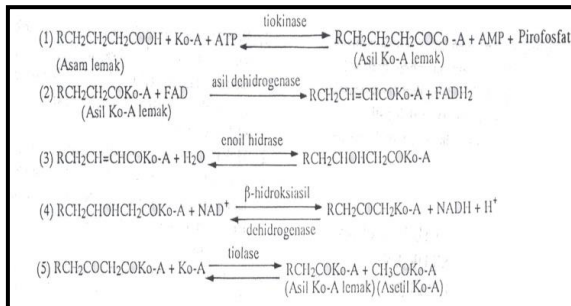 tiokinase
(1) RCH2CH2CH2COOH + Ko-A + ATP RCH2CH2CH2COCo -A + AMP + Pirofosfat
(Asam lemak) (Asil Ko-A lemak)
asil dehidrogenase
(2) RCH2CH2COKo-A + FAD RCH2CH=CHCOKo-A + FADH2
(Asil Ko-A lemak)
enoil hidrase
(3) RCH2CH=CHCOKo-A + H2O RCH2CHOHCH2COKo-A
β-hidroksiasil
(4) RCH2CHOHCH2COKo-A + NAD+ RCH2COCH2Ko-A + NADH + H+
dehidrogenase
tiolase
(5) RCH2COCH2COKo-A + Ko-A RCH2COKo-A + CH3COKo-A
(Asil Ko-A lemak)(Asetil Ko-A)